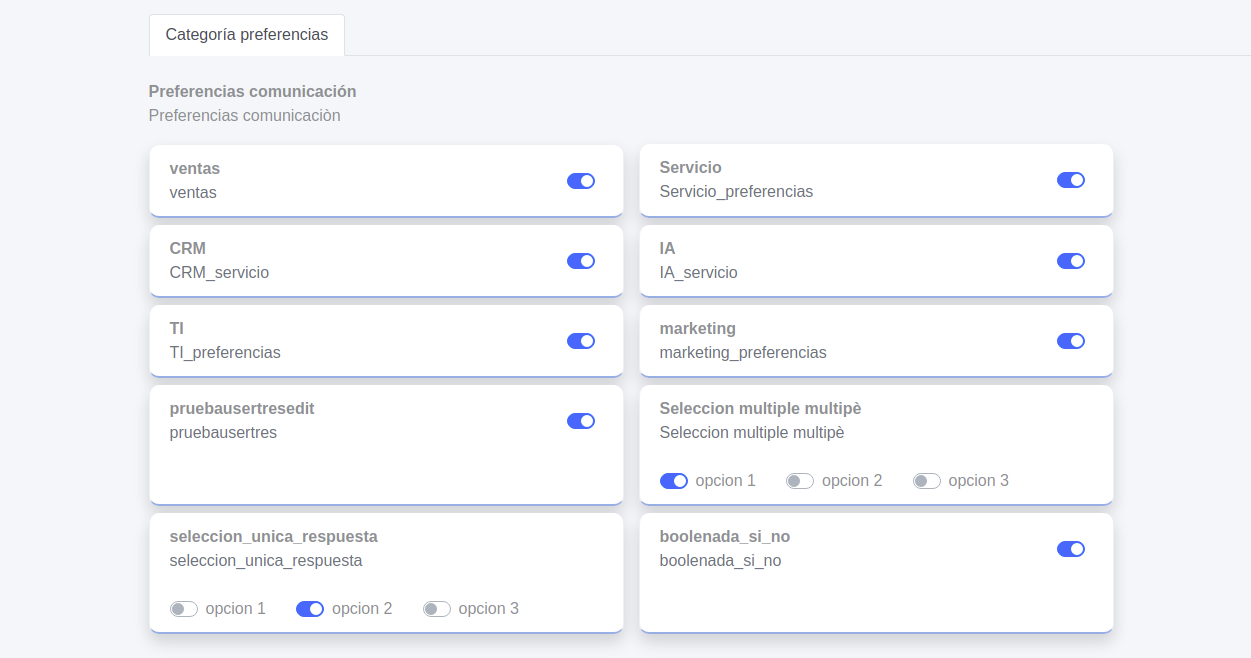 Categoría preferencias
Preferencias comunicación
Preferencias comunicaciòn
ventas
ventas
Servicio
Servicio_preferencias
CRM
CRM_servicio
IA
IA_servicio
TI
TI_preferencias
marketing
marketing_preferencias
pruebausertresedit
pruebausertres
Seleccion multiple multipè
Seleccion multiple multipè
opcion 1 opcion 2 opcion 3
seleccion_unica_respuesta
seleccion_unica_respuesta
opcion 1 opcion 2 opcion 3
boolenada_si_no
boolenada_si_no